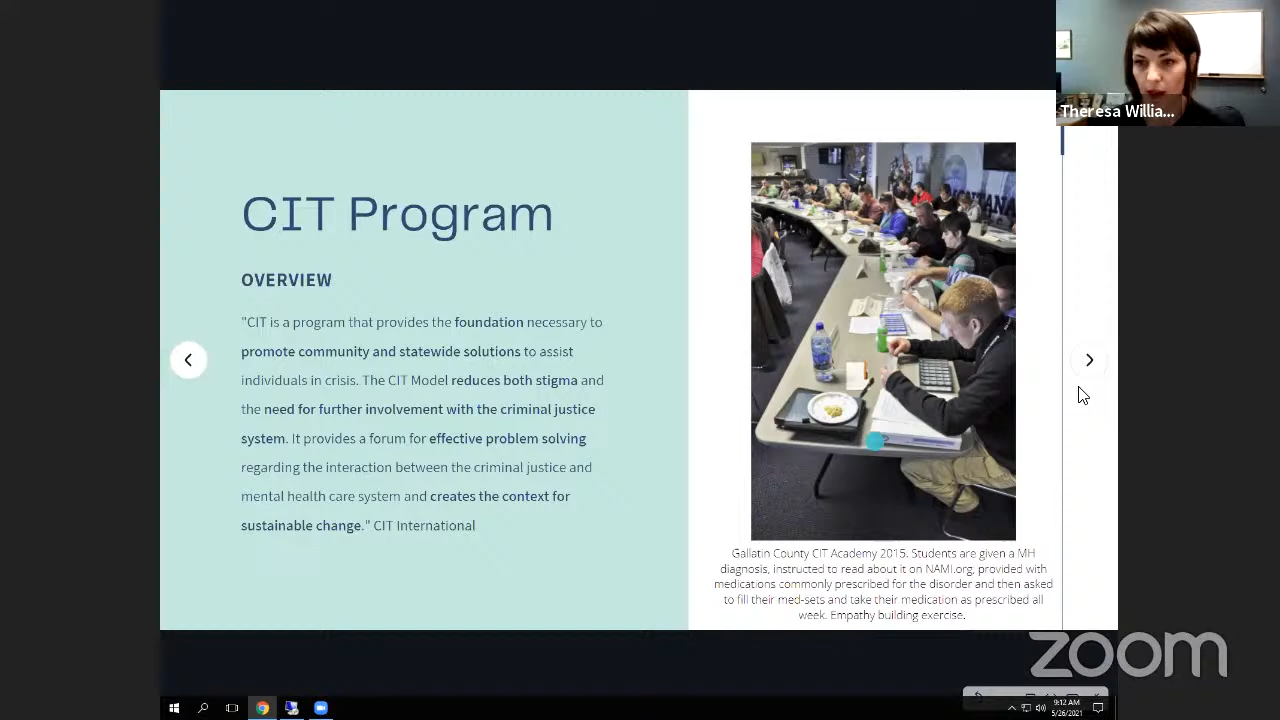 Theresa Willia...
CIT Program
OVERVIEW
"CIT is a program that provides the foundation necessary to
promote community and statewide solutions to assist
individuals in crisis. The CIT Model reduces both stigma and
the need for further involvement with the criminal justice
system. It provides a forum for effective problem solving
regarding the interaction between the criminal justice and
mental health care system and creates the context for
sustainable change." CIT International
Gallatin County CIT Academy 2015. Students are given a MH
diagnosis, instructed to read about it on NAMI.org, provided with
medications commonly prescribed for the disorder and then asked
to fill their med-sets and take their medication as prescribed all
week. Empathy building exercise.
zoom
9:12 AM
5/26/2021